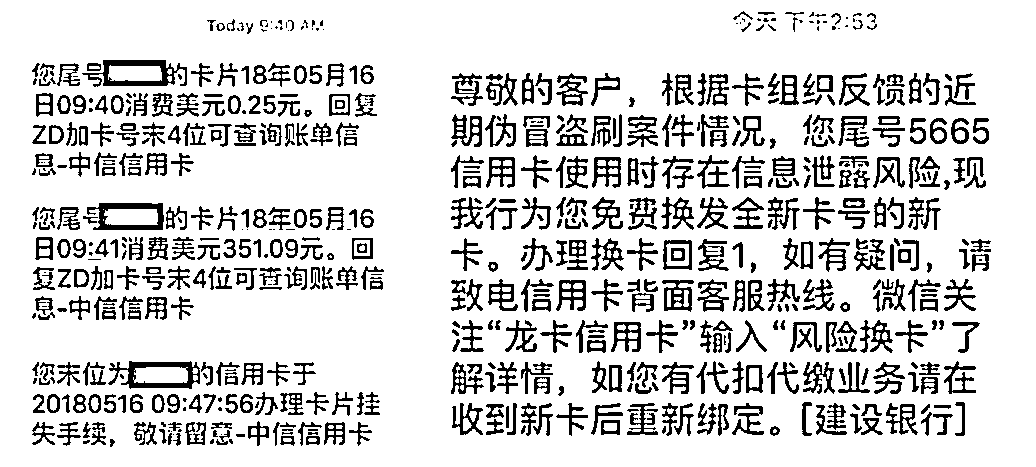 Today 9:40 AM
您尾号
的卡片18年05月16
日09:40消费美元0.25元。回复
ZD加卡号末4位可查询账单信
息-中信信用卡
您尾号
的卡片18年05月16
日09:41消费美元351.09元。回
复ZD加卡号末4位可查询账单信
息-中信信用卡
您末位为
的信用卡于
20180516 09:47:56办理卡片挂
失手续，敬请留意-中信信用卡
今天 下午2:53
尊敬的客户，根据卡组织反馈的近
期伪冒盗刷案件情况，您尾号5665
信用卡使用时存在信息泄露风险,现
我行为您免费换发全新卡号的新
卡。办理换卡回复1，如有疑问，请
致电信用卡背面客服热线。微信关
注“龙卡信用卡”输入“风险换卡”了
解详情，如您有代扣代缴业务请在
收到新卡后重新绑定。[建设银行]